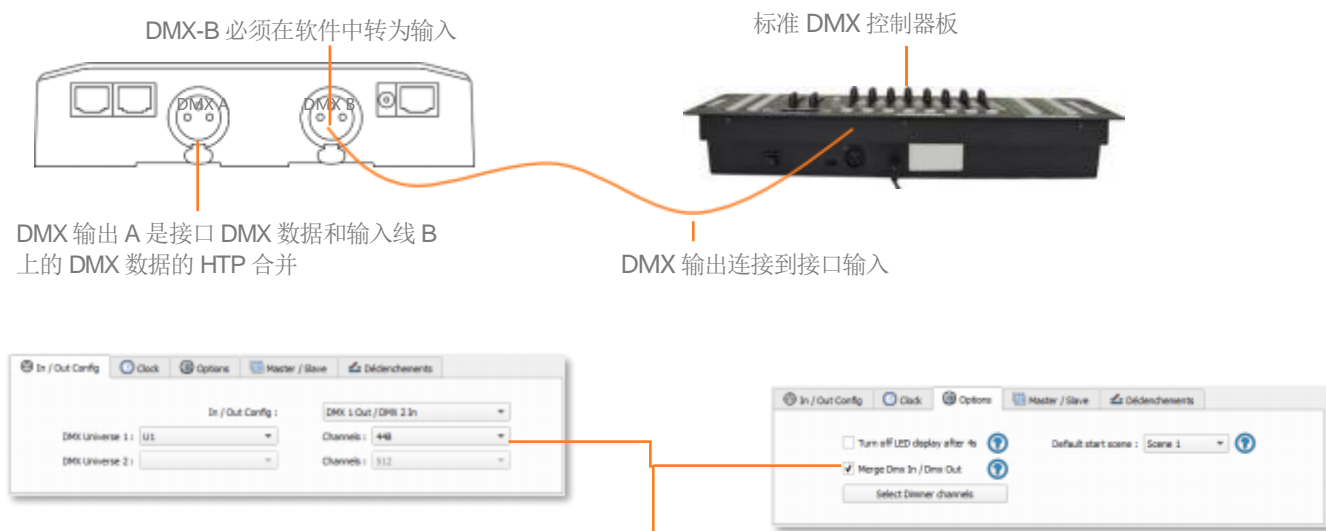 DMX-B 必须在软件中转为输入
标准 DMX 控制器板
DMX A
DMX B
DMX 输出 A 是接口 DMX 数据和输入线 B
上的 DMX 数据的 HTP 合并
DMX 输出连接到接口输入
In / Out Config
Clock
Options
Master / Slave
Déclenchements
In / Out Config :
DMX 1 Out / DMX 2 In
DMX Universe 1 :
U1
Channels :
448
DMX Universe 2 :
Channels :
512
In / Out Config
Clock
Options
Master / Slave
Déclenchements
Turn off LED display after 4s
Default start scene :
Scene 1
Merge Dmx In / Dmx Out
Select Dimmer channels